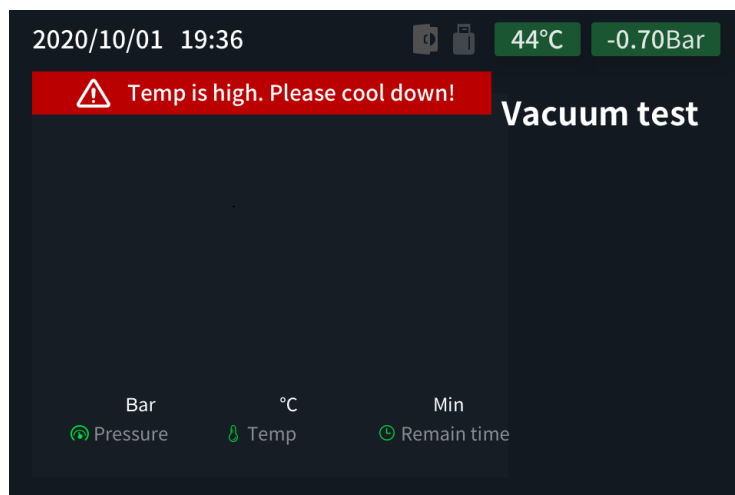 2020/10/01 19:36 44°C -0.70Bar
Temp is high. Please cool down!
Vacuum test
Bar °C Min
Pressure Temp Remain time